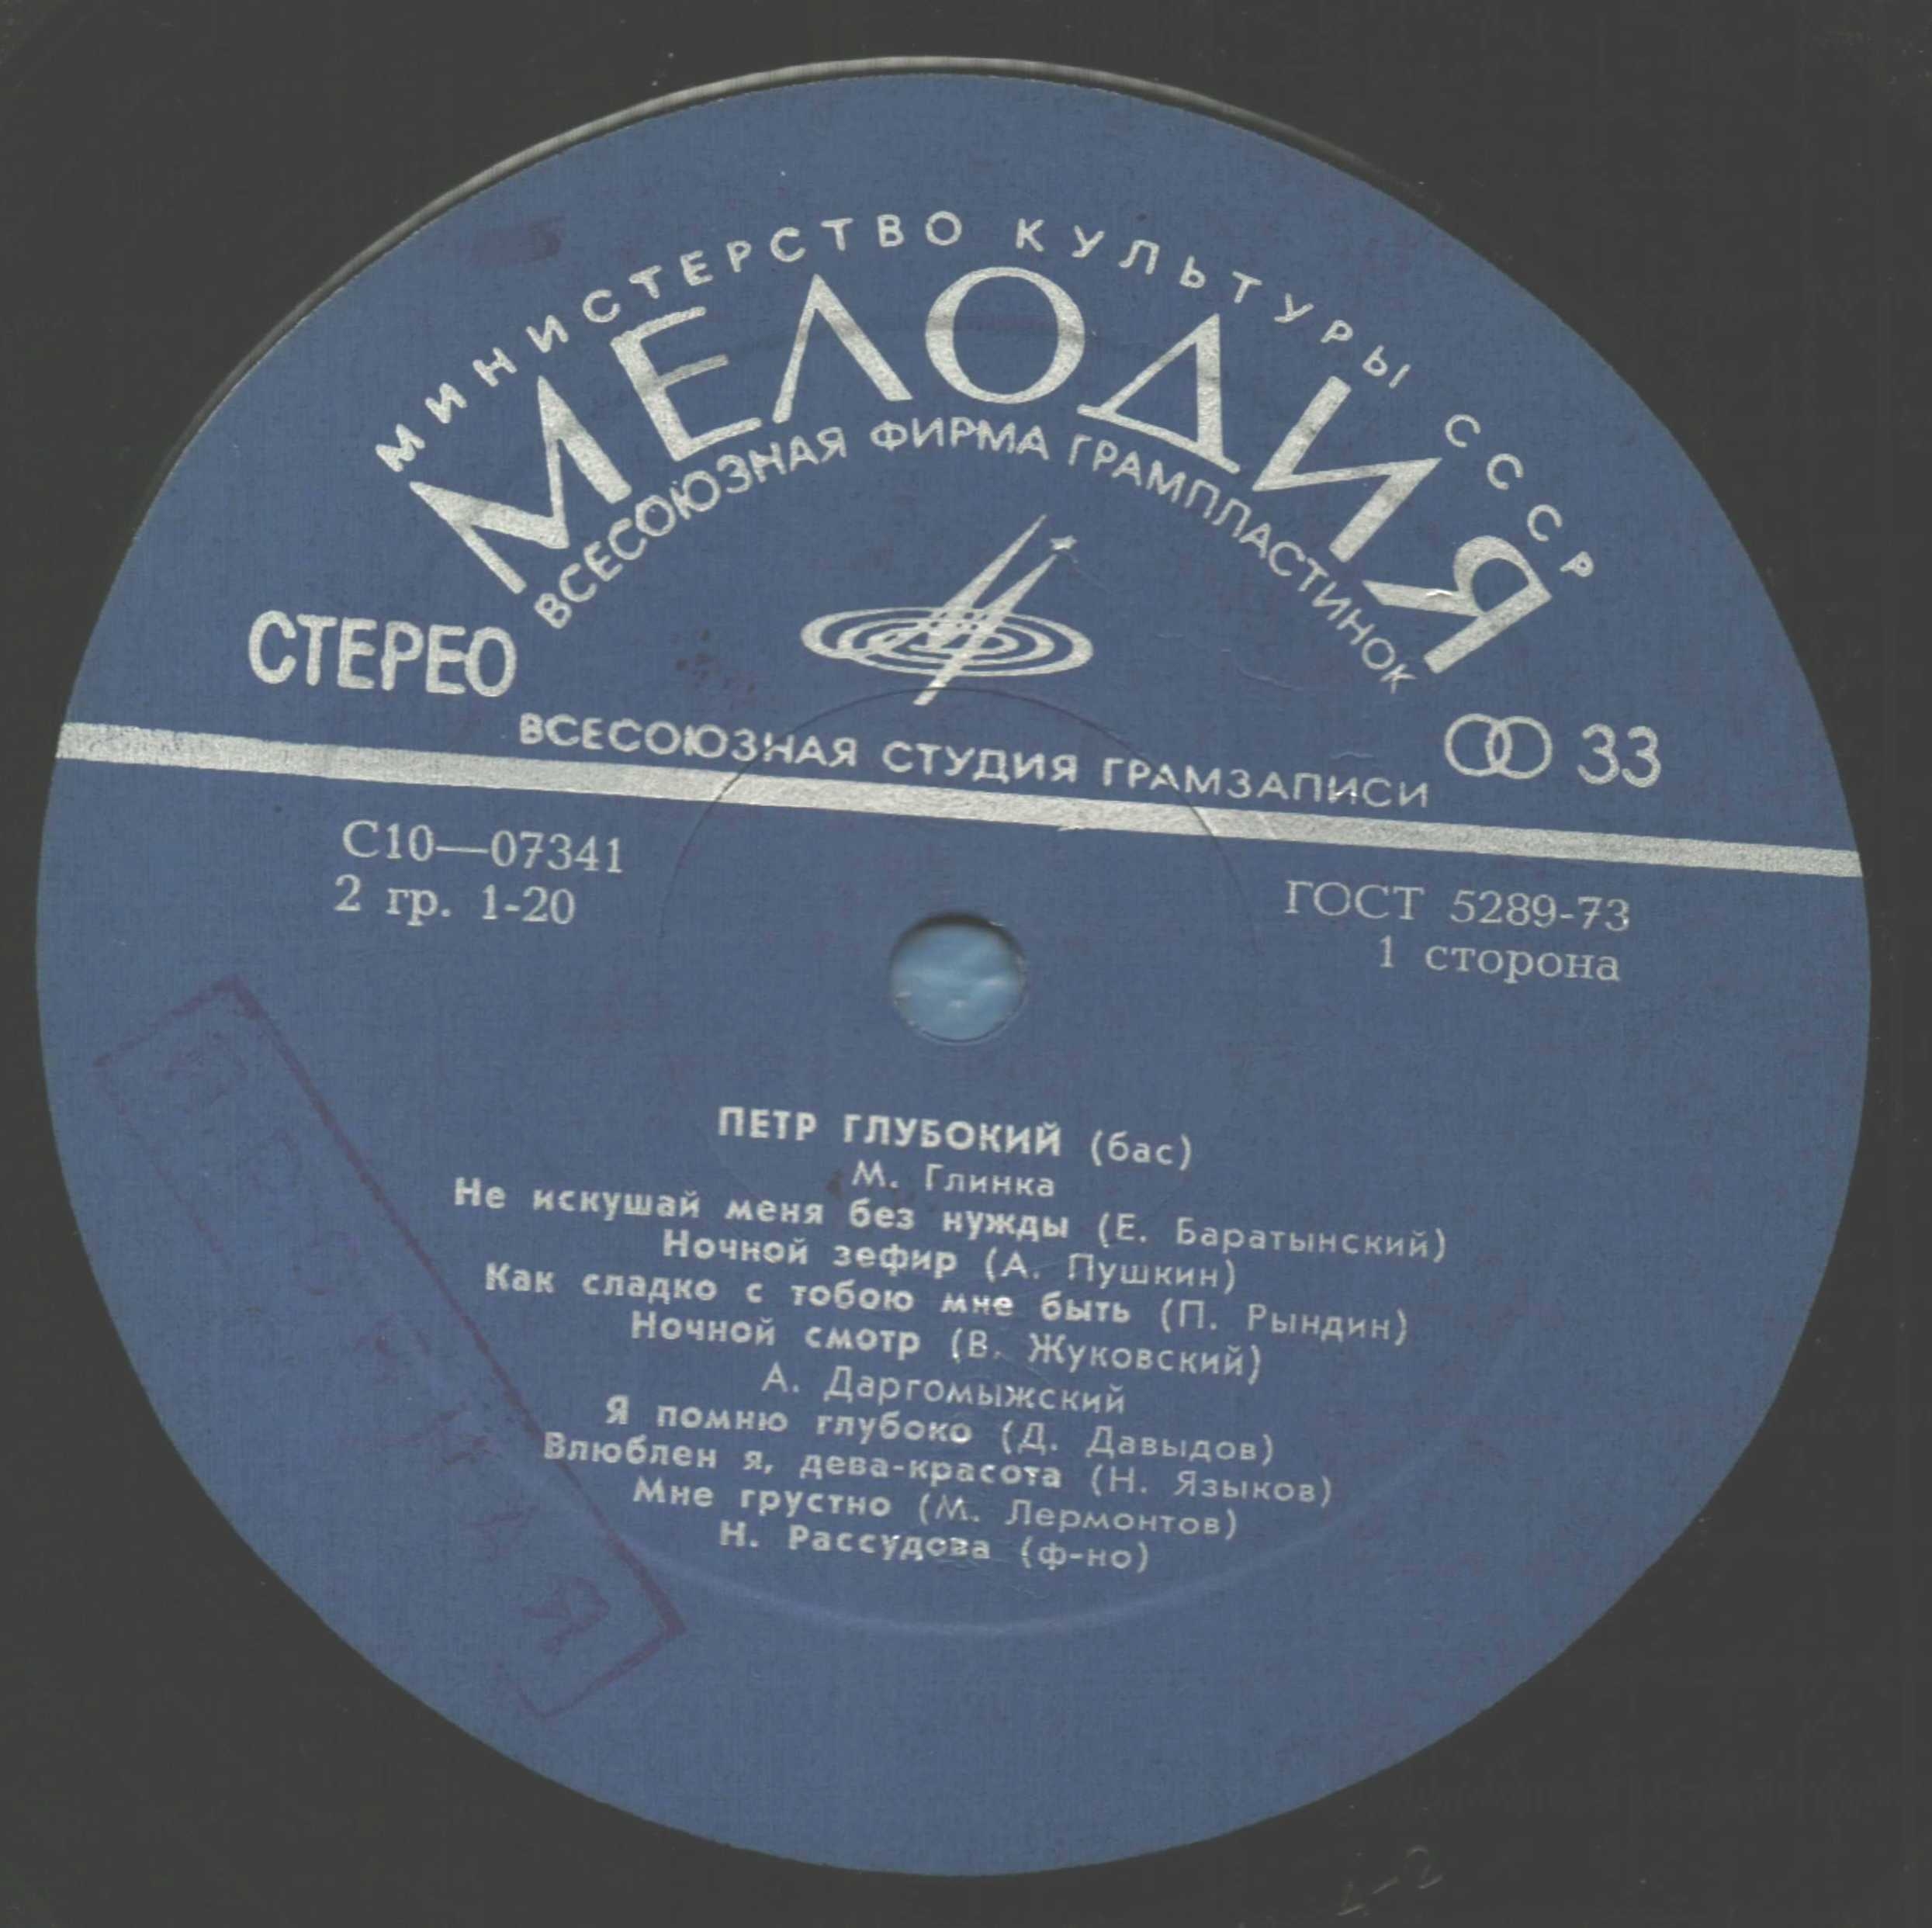 МИНИСТЕРСТВО КУЛЬТУРЫ СССР
МЕЛОДИЯ
ВСЕСОЮЗНАЯ ФИРМА ГРАМПЛАСТИНОК
СТЕРЕО
ВСЕСОЮЗНАЯ СТУДИЯ ГРАМЗАПИСИ
33
С10—07341
2 гр. 1-20
ГОСТ 5289-73
1 сторона
ПЕТР ГЛУБОКИЙ (бас)
М. Глинка
Не искушай меня без нужды (Е. Баратынский)
Ночной зефир (А. Пушкин)
Как сладко с тобою мне быть (П. Рындин)
Ночной смотр (В. Жуковский)
А. Даргомыжский
Я помню глубоко (Д. Давыдов)
Влюблен я, дева-красота (Н. Языков)
Мне грустно (М. Лермонтов)
Н. Рассудова (ф-но)